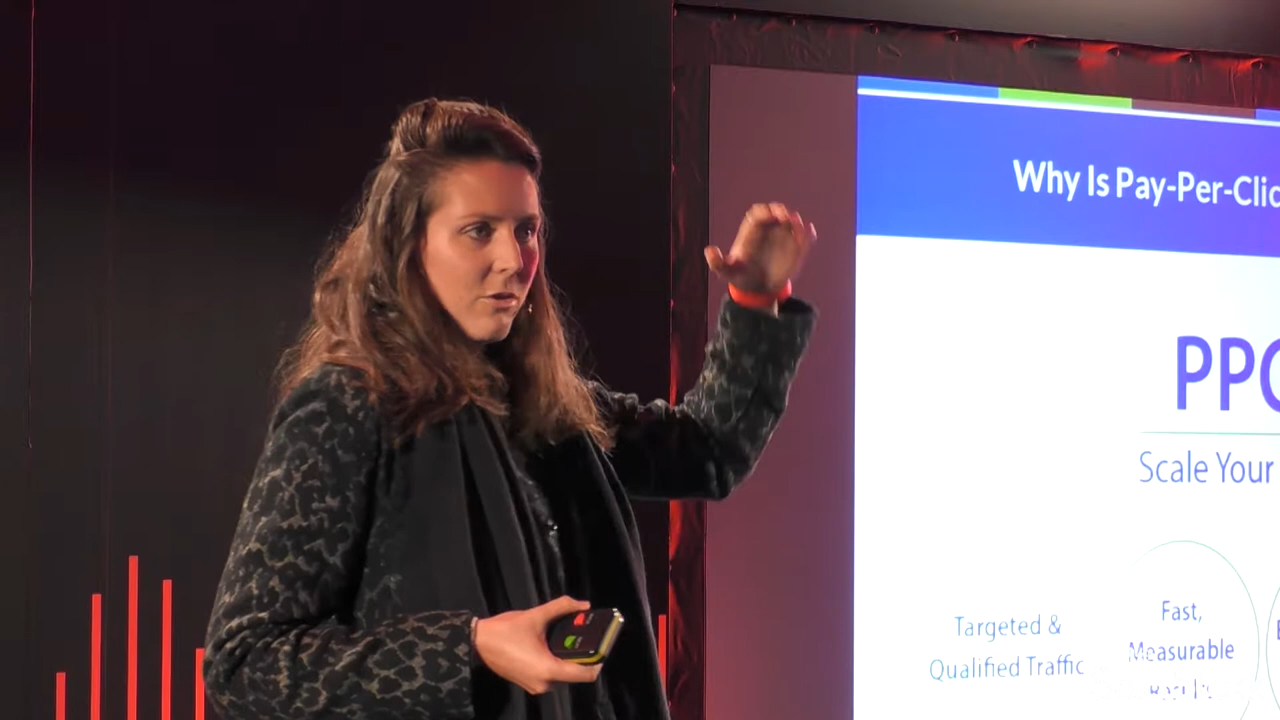 Why Is Pay-Per-Clic
PPC
Scale Your
Targeted &
Qualified Traffic
Fast,
Measurable